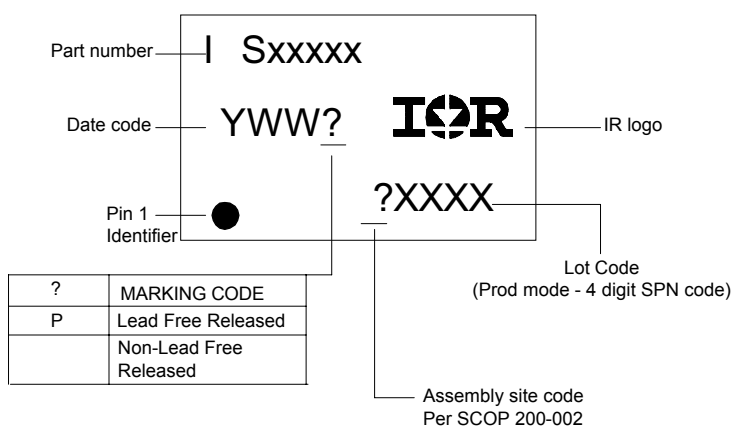 Part number
I Sxxxxx
Date code
YWW?
IOR
IR logo
?XXXX
Pin 1
Identifier
Lot Code
(Prod mode - 4 digit SPN code)
? MARKING CODE
P Lead Free Released
Non-Lead Free
Released
Assembly site code
Per SCOP 200-002